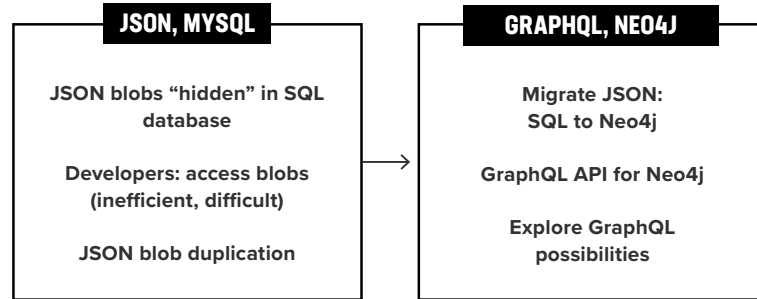 JSON, MYSQL
JSON blobs “hidden” in SQL
database
Developers: access blobs
(inefficient, difficult)
JSON blob duplication
GRAPHQL, NEO4J
Migrate JSON:
SQL to Neo4j
GraphQL API for Neo4j
Explore GraphQL
possibilities